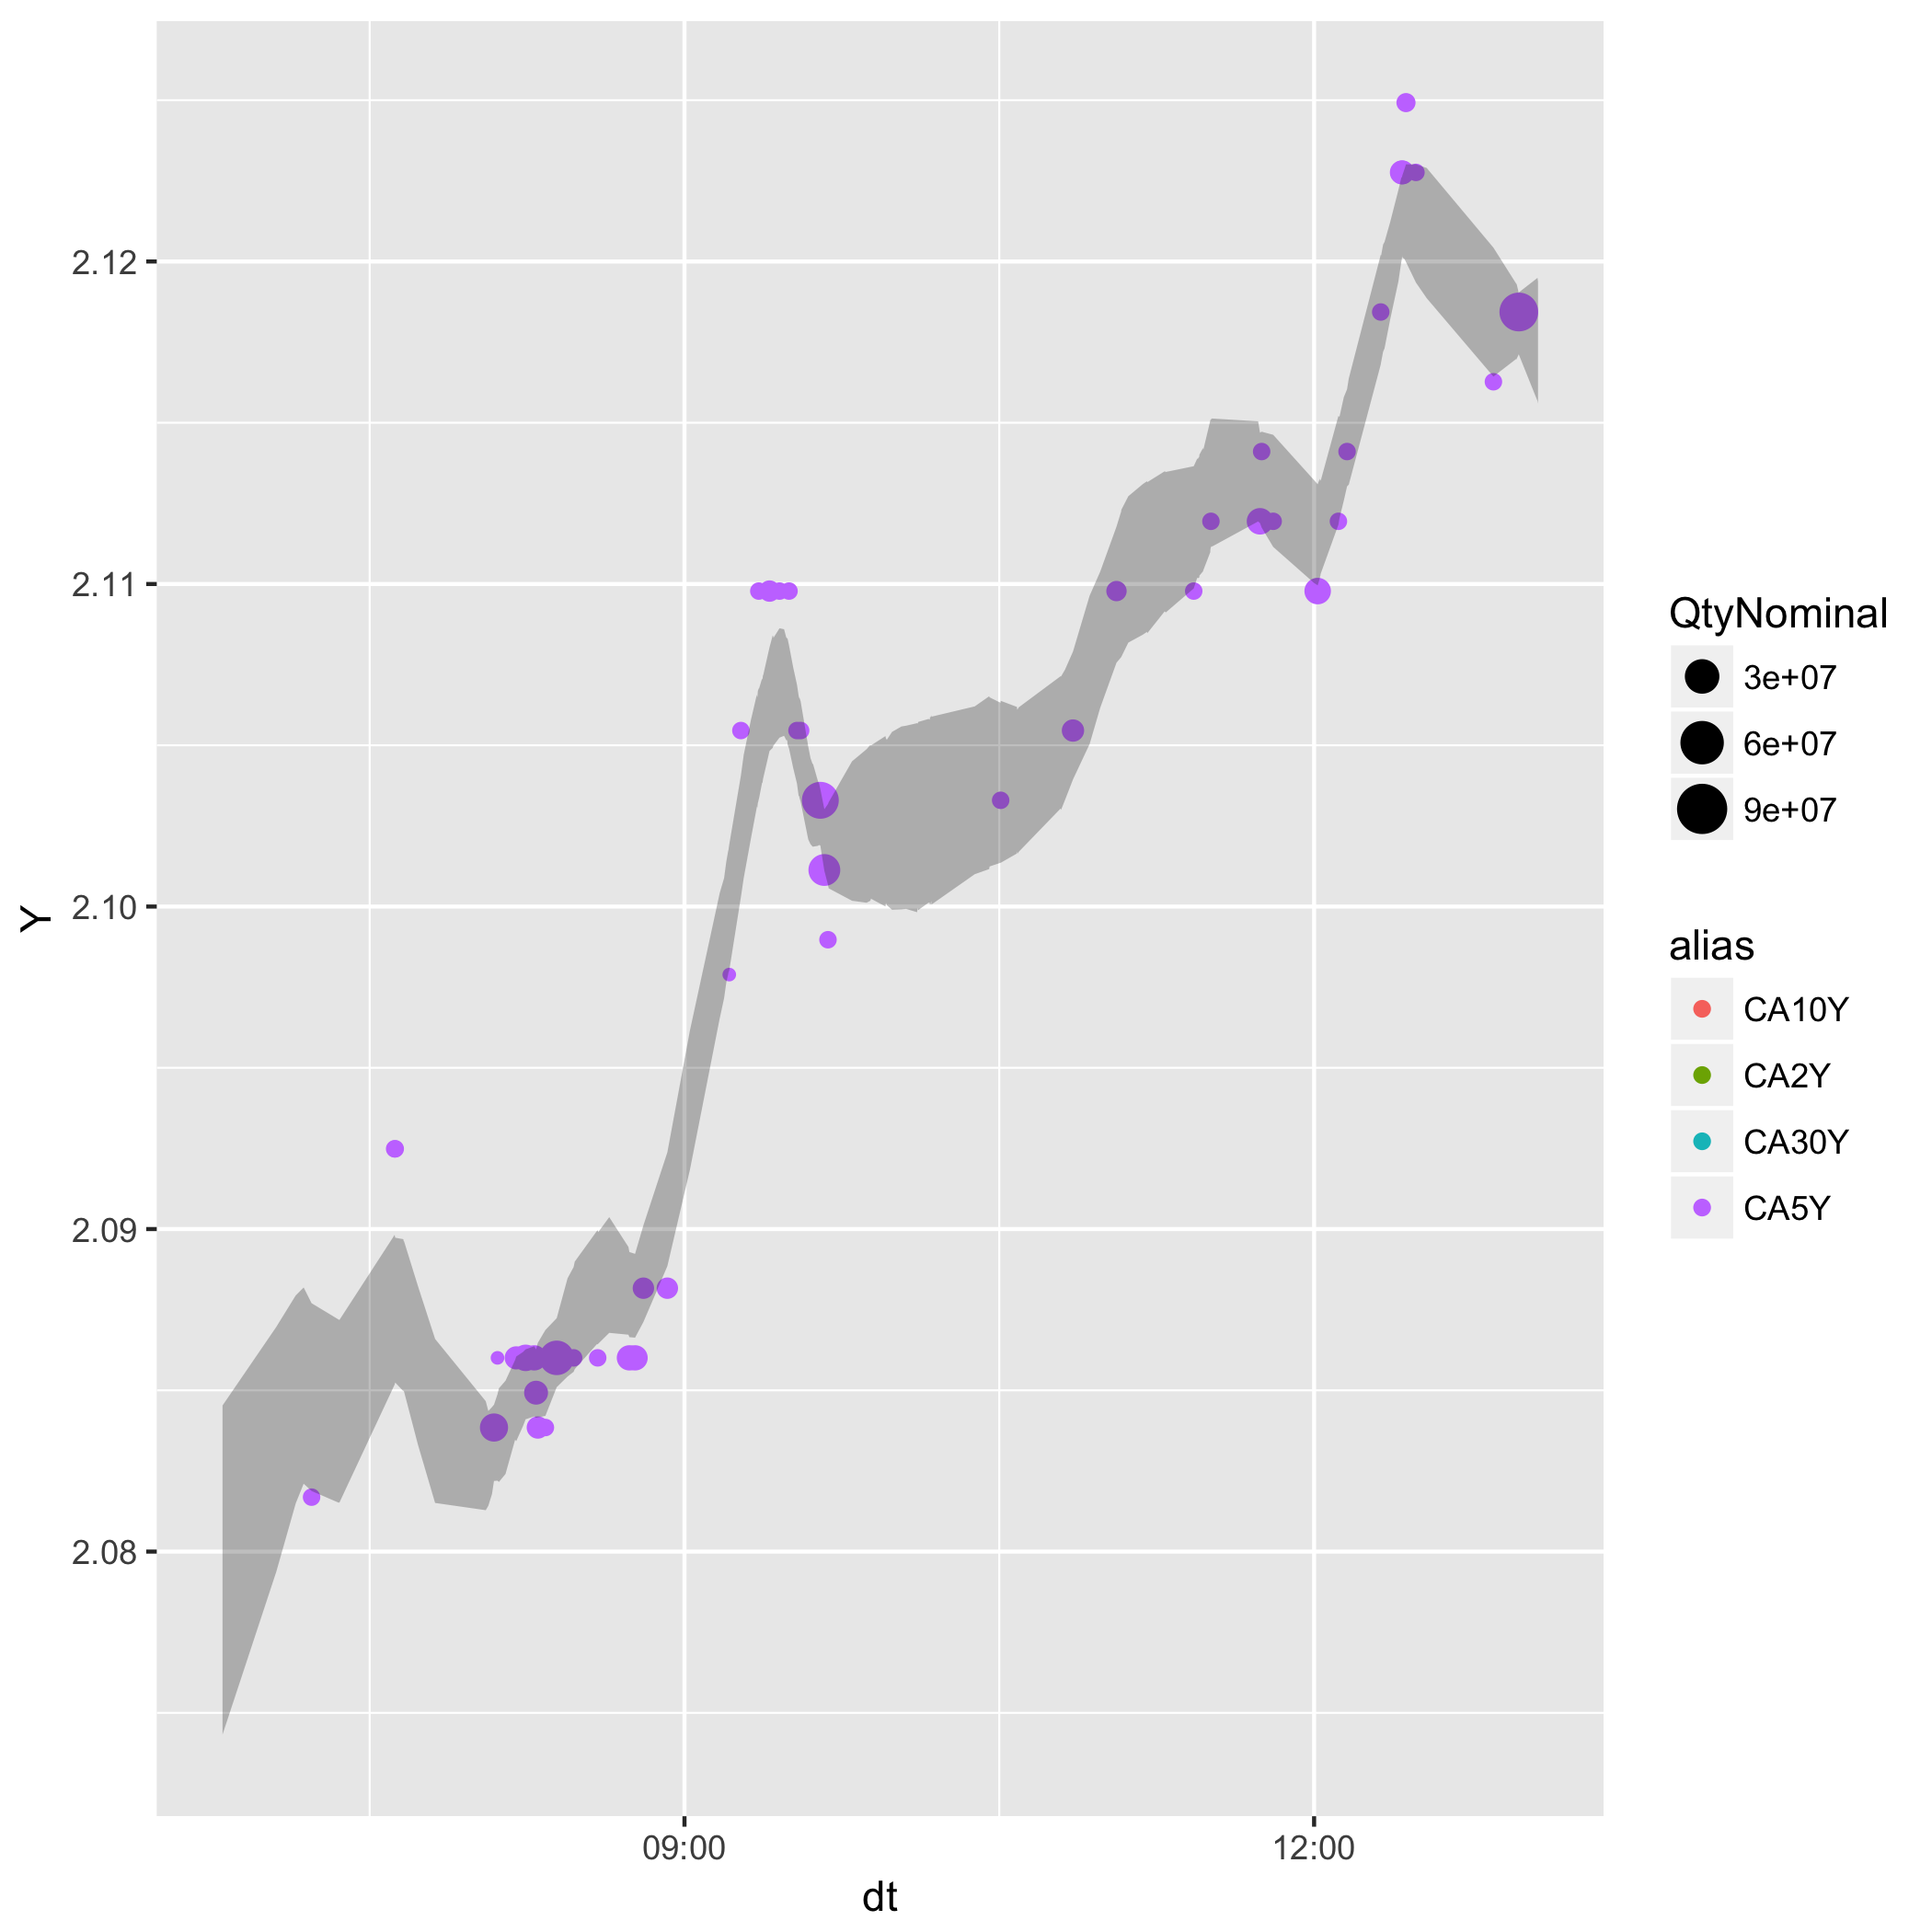 Y
2.12
2.11
2.10
2.09
2.08
09:00
12:00
dt
QtyNominal
3e+07
6e+07
9e+07
alias
CA10Y
CA2Y
CA30Y
CA5Y